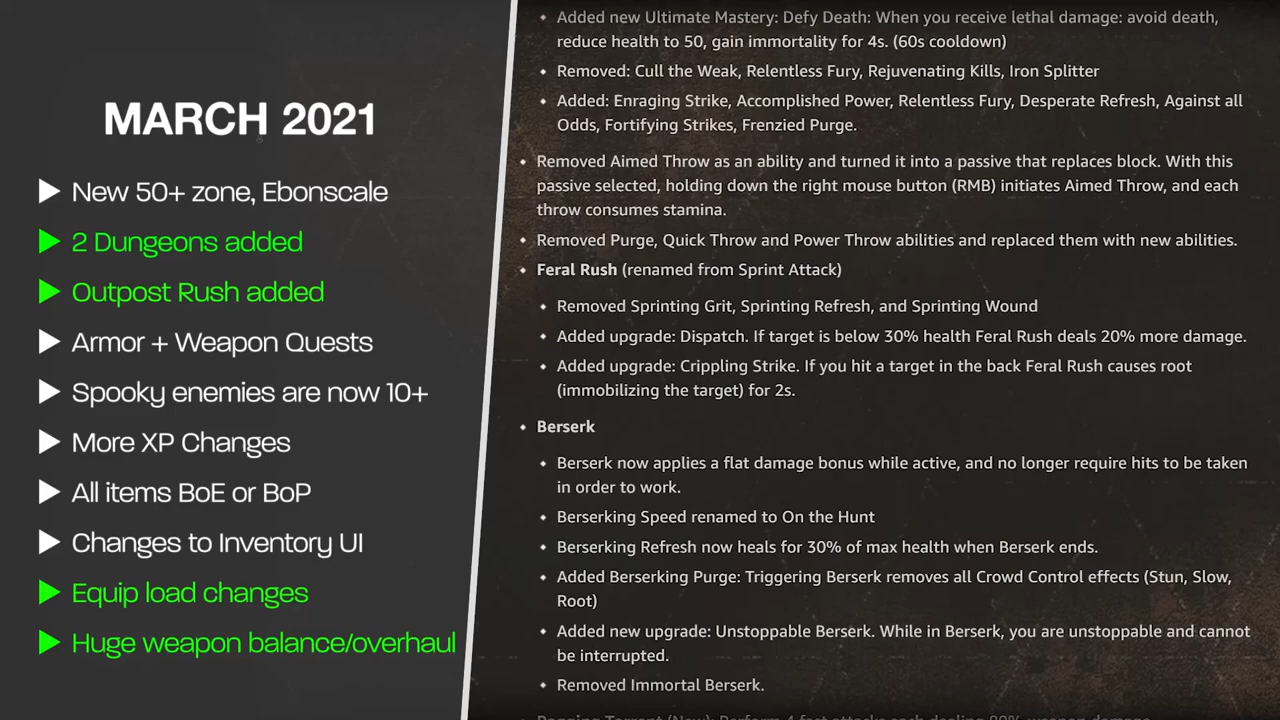 MARCH 2021
▶ New 50+ zone, Ebonscale
▶ 2 Dungeons added
▶ Outpost Rush added
▶ Armor + Weapon Quests
▶ Spooky enemies are now 10+
▶ More XP Changes
▶ All items BoE or BoP
▶ Changes to Inventory UI
▶ Equip load changes
▶ Huge weapon balance/overhaul
Added new Ultimate Mastery: Defy Death: When you receive lethal damage: avoid death,
reduce health to 50, gain immortality for 4s. (60s cooldown)
Removed: Cull the Weak, Relentless Fury, Rejuvenating Kills, Iron Splitter
Added: Enraging Strike, Accomplished Power, Relentless Fury, Desperate Refresh, Against all
Odds, Fortifying Strikes, Frenzied Purge.
Removed Aimed Throw as an ability and turned it into a passive that replaces block. With this
passive selected, holding down the right mouse button (RMB) initiates Aimed Throw, and each
throw consumes stamina.
Removed Purge, Quick Throw and Power Throw abilities and replaced them with new abilities.
Feral Rush (renamed from Sprint Attack)
Removed Sprinting Grit, Sprinting Refresh, and Sprinting Wound
Added upgrade: Dispatch. If target is below 30% health Feral Rush deals 20% more damage.
Added upgrade: Crippling Strike. If you hit a target in the back Feral Rush causes root
(immobilizing the target) for 2s.
Berserk
Berserk now applies a flat damage bonus while active, and no longer require hits to be taken
in order to work.
Berserking Speed renamed to On the Hunt
Berserking Refresh now heals for 30% of max health when Berserk ends.
Added Berserking Purge: Triggering Berserk removes all Crowd Control effects (Stun, Slow,
Root)
Added new upgrade: Unstoppable Berserk. While in Berserk, you are unstoppable and cannot
be interrupted.
Removed Immortal Berserk.